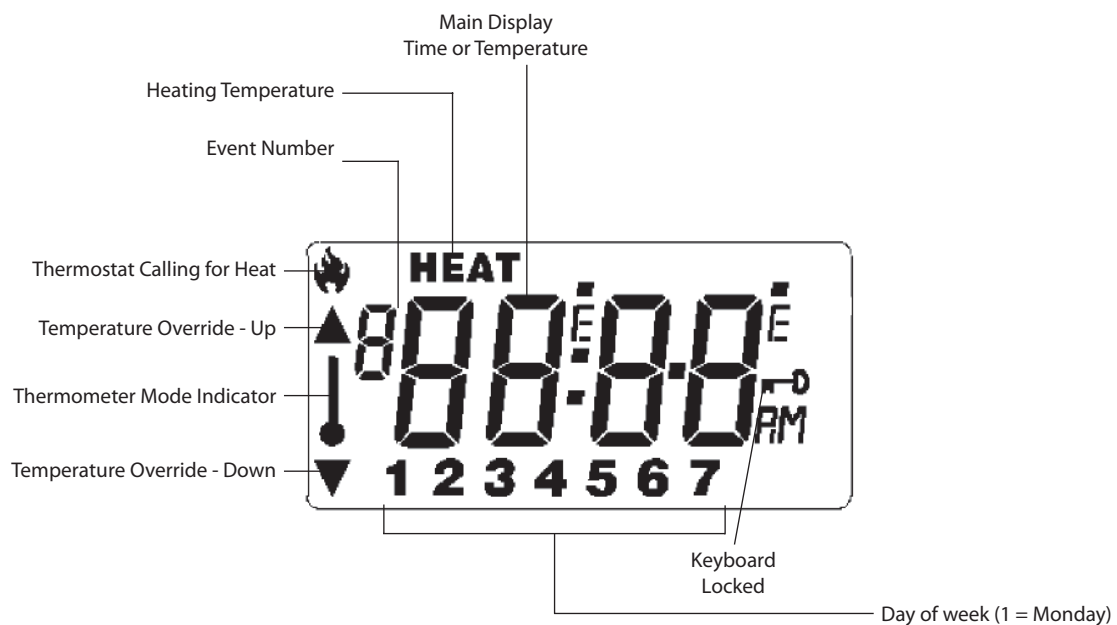 Main Display
Time or Temperature
Heating Temperature
Event Number
Thermostat Calling for Heat
HEAT
Temperature Override - Up
8 88:88
E E
Thermometer Mode Indicator
AM
Temperature Override - Down
1 2 3 4 5 6 7
Keyboard
Locked
Day of week (1 = Monday)